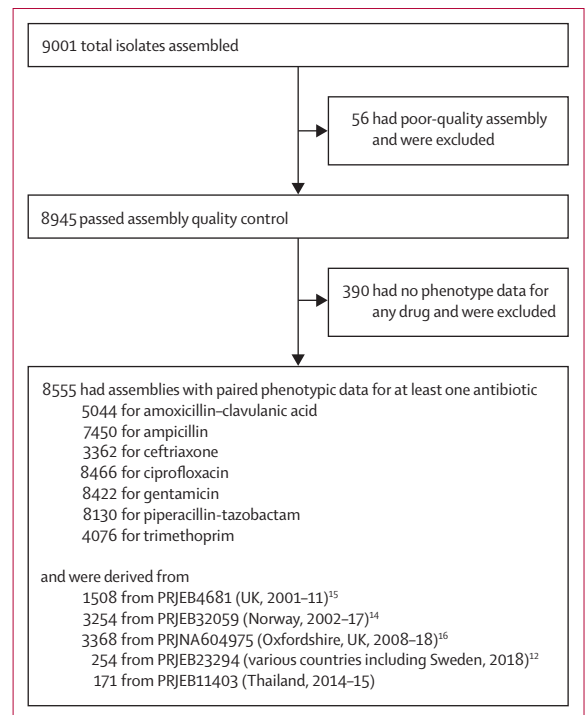 9001 total isolates assembled
56 had poor-quality assembly
and were excluded
8945 passed assembly quality control
390 had no phenotype data for
any drug and were excluded
8555 had assemblies with paired phenotypic data for at least one antibiotic
5044 for amoxicillin–clavulanic acid
7450 for ampicillin
3362 for ceftriaxone
8466 for ciprofloxacin
8422 for gentamicin
8130 for piperacillin-tazobactam
4076 for trimethoprim
and were derived from
1508 from PRJEB4681 (UK, 2001–11)¹⁵
3254 from PRJEB32059 (Norway, 2002–17)¹⁴
3368 from PRJNA604975 (Oxfordshire, UK, 2008–18)¹⁶
254 from PRJEB23294 (various countries including Sweden, 2018)¹²
171 from PRJEB11403 (Thailand, 2014–15)